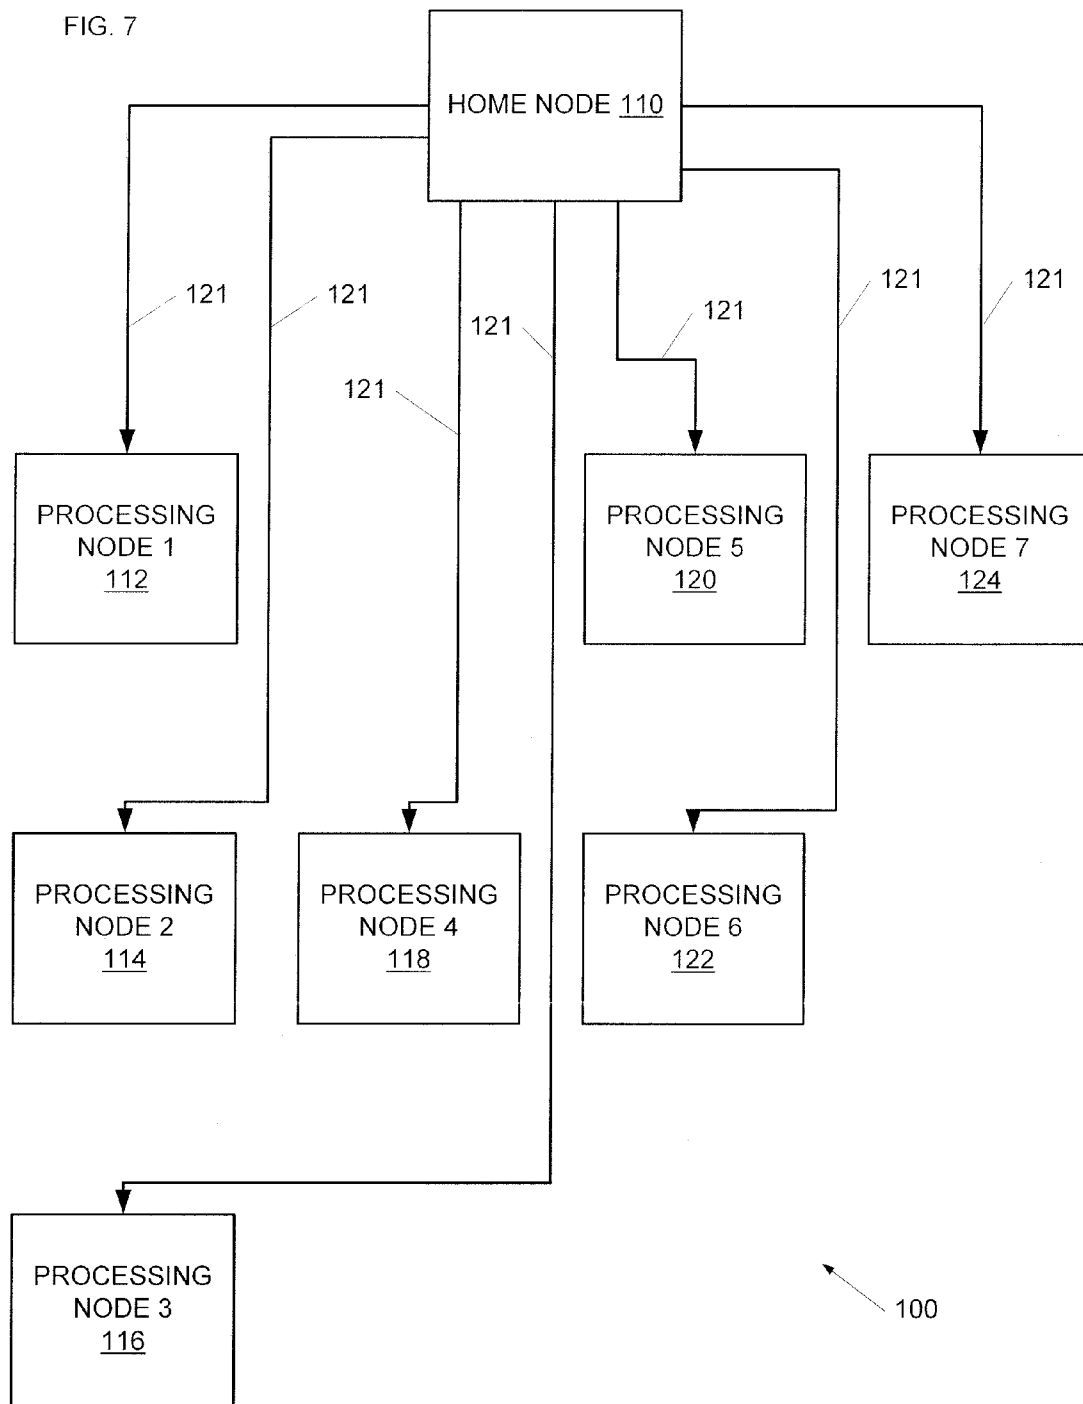 FIG. 7
HOME NODE 110
121
121
121
121
121
121
121
PROCESSING
NODE 1
112
PROCESSING
NODE 5
120
PROCESSING
NODE 7
124
PROCESSING
NODE 2
114
PROCESSING
NODE 4
118
PROCESSING
NODE 6
122
PROCESSING
NODE 3
116
100